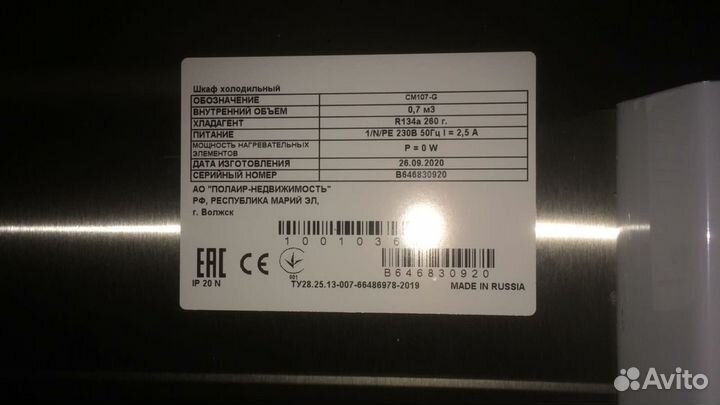 Шкаф холодильный
ОБОЗНАЧЕНИЕ CM107-G
ВНУТРЕННИЙ ОБЪЕМ 0,7 м3
ХЛАДАГЕНТ R134a 260 г.
ПИТАНИЕ 1/N/PE 230В 50Гц I = 2,5 А
МОЩНОСТЬ НАГРЕВАТЕЛЬНЫХ ЭЛЕМЕНТОВ P = 0 W
ДАТА ИЗГОТОВЛЕНИЯ 26.09.2020
СЕРИЙНЫЙ НОМЕР B646830920
АО "ПОЛАИР-НЕДВИЖИМОСТЬ"
РФ, РЕСПУБЛИКА МАРИЙ ЭЛ,
г. Волжск
1001036
B646830920
EAC CE 001
IP 20 N ТУ28.25.13-007-66486978-2019 MADE IN RUSSIA
Avito